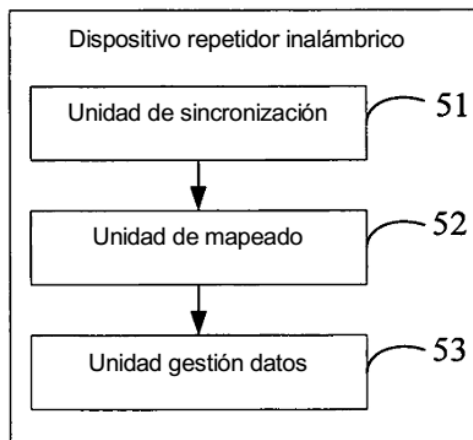 Dispositivo repetidor inalámbrico
Unidad de sincronización
51
Unidad de mapeado
52
Unidad gestión datos
53